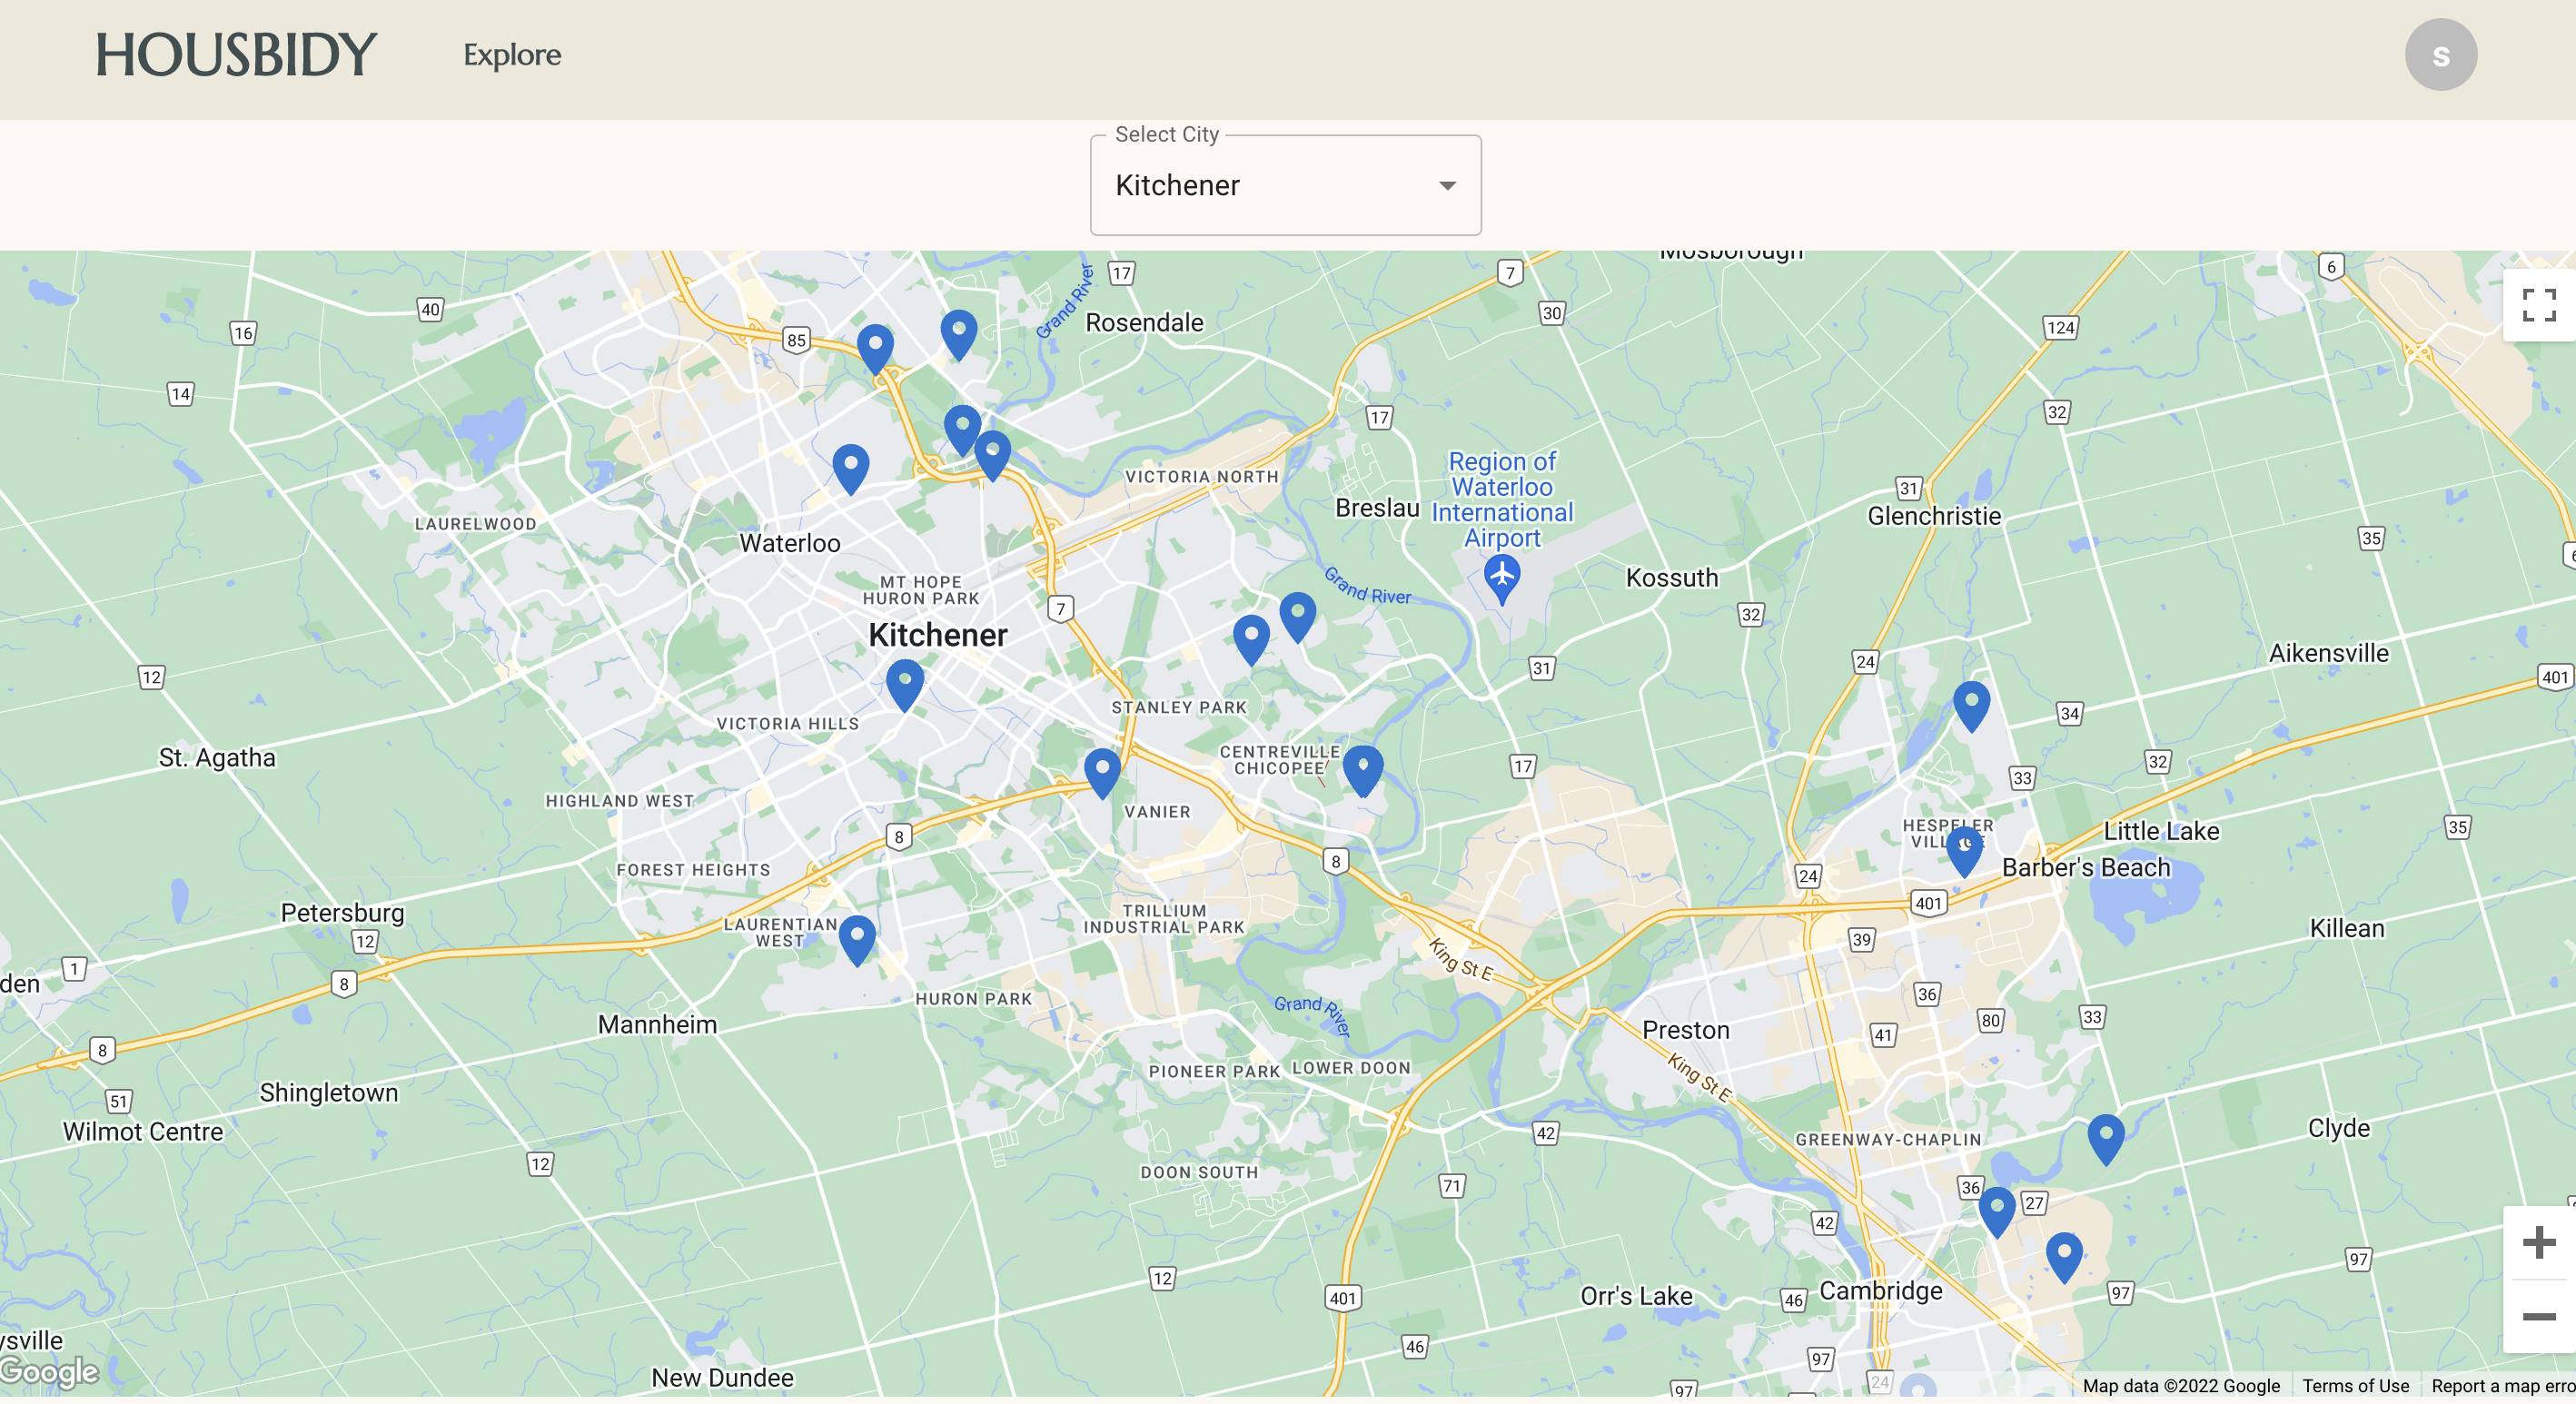 HOUSBIDY
Explore
S
Select City
Kitchener
Mosborough
6
17
Grand River
7
40
30
Rosendale
16
124
85
14
32
17
Region of
Waterloo
International
Airport
VICTORIA NORTH
31
Breslau
Glenchristie
LAURELWOOD
35
Waterloo
6
Grand River
Kossuth
MT HOPE
HURON PARK
7
32
Kitchener
Aikensville
24
31
12
401
STANLEY PARK
34
VICTORIA HILLS
St. Agatha
CENTREVILLE
CHICOPEE
32
17
33
HIGHLAND WEST
VANIER
HESPELER
VILLAGE
Little Lake
35
8
8
FOREST HEIGHTS
Barber's Beach
24
401
Petersburg
TRILLIUM
INDUSTRIAL PARK
LAURENTIAN
WEST
Killean
12
39
King St E
1
den
8
HURON PARK
36
Grand River
Mannheim
Preston
80
33
41
8
PIONEER PARK
LOWER DOON
King St E
Shingletown
51
Wilmot Centre
42
GREENWAY-CHAPLIN
Clyde
12
DOON SOUTH
71
36
27
42
12
97
Orr's Lake
401
46
Cambridge
97
ysville
46
97
Google
New Dundee
97
24
Map data ©2022 Google
Terms of Use
Report a map erro